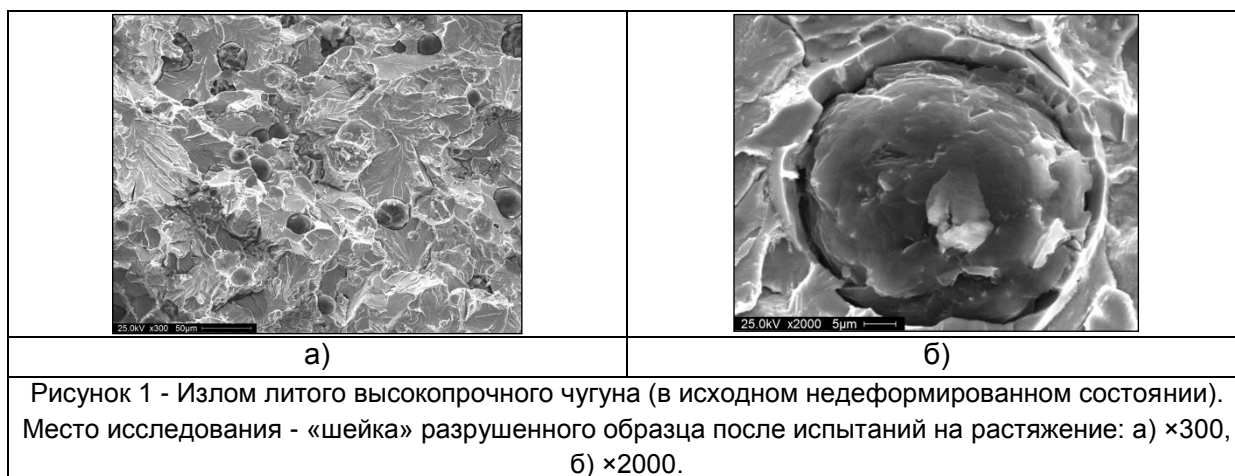 25.0kV x300 50µm
25.0kV x2000 5µm
а)
б)
Рисунок 1 - Излом литого высокопрочного чугуна (в исходном недеформированном состоянии).
Место исследования - «шейка» разрушенного образца после испытаний на растяжение: а) ×300,
б) ×2000.